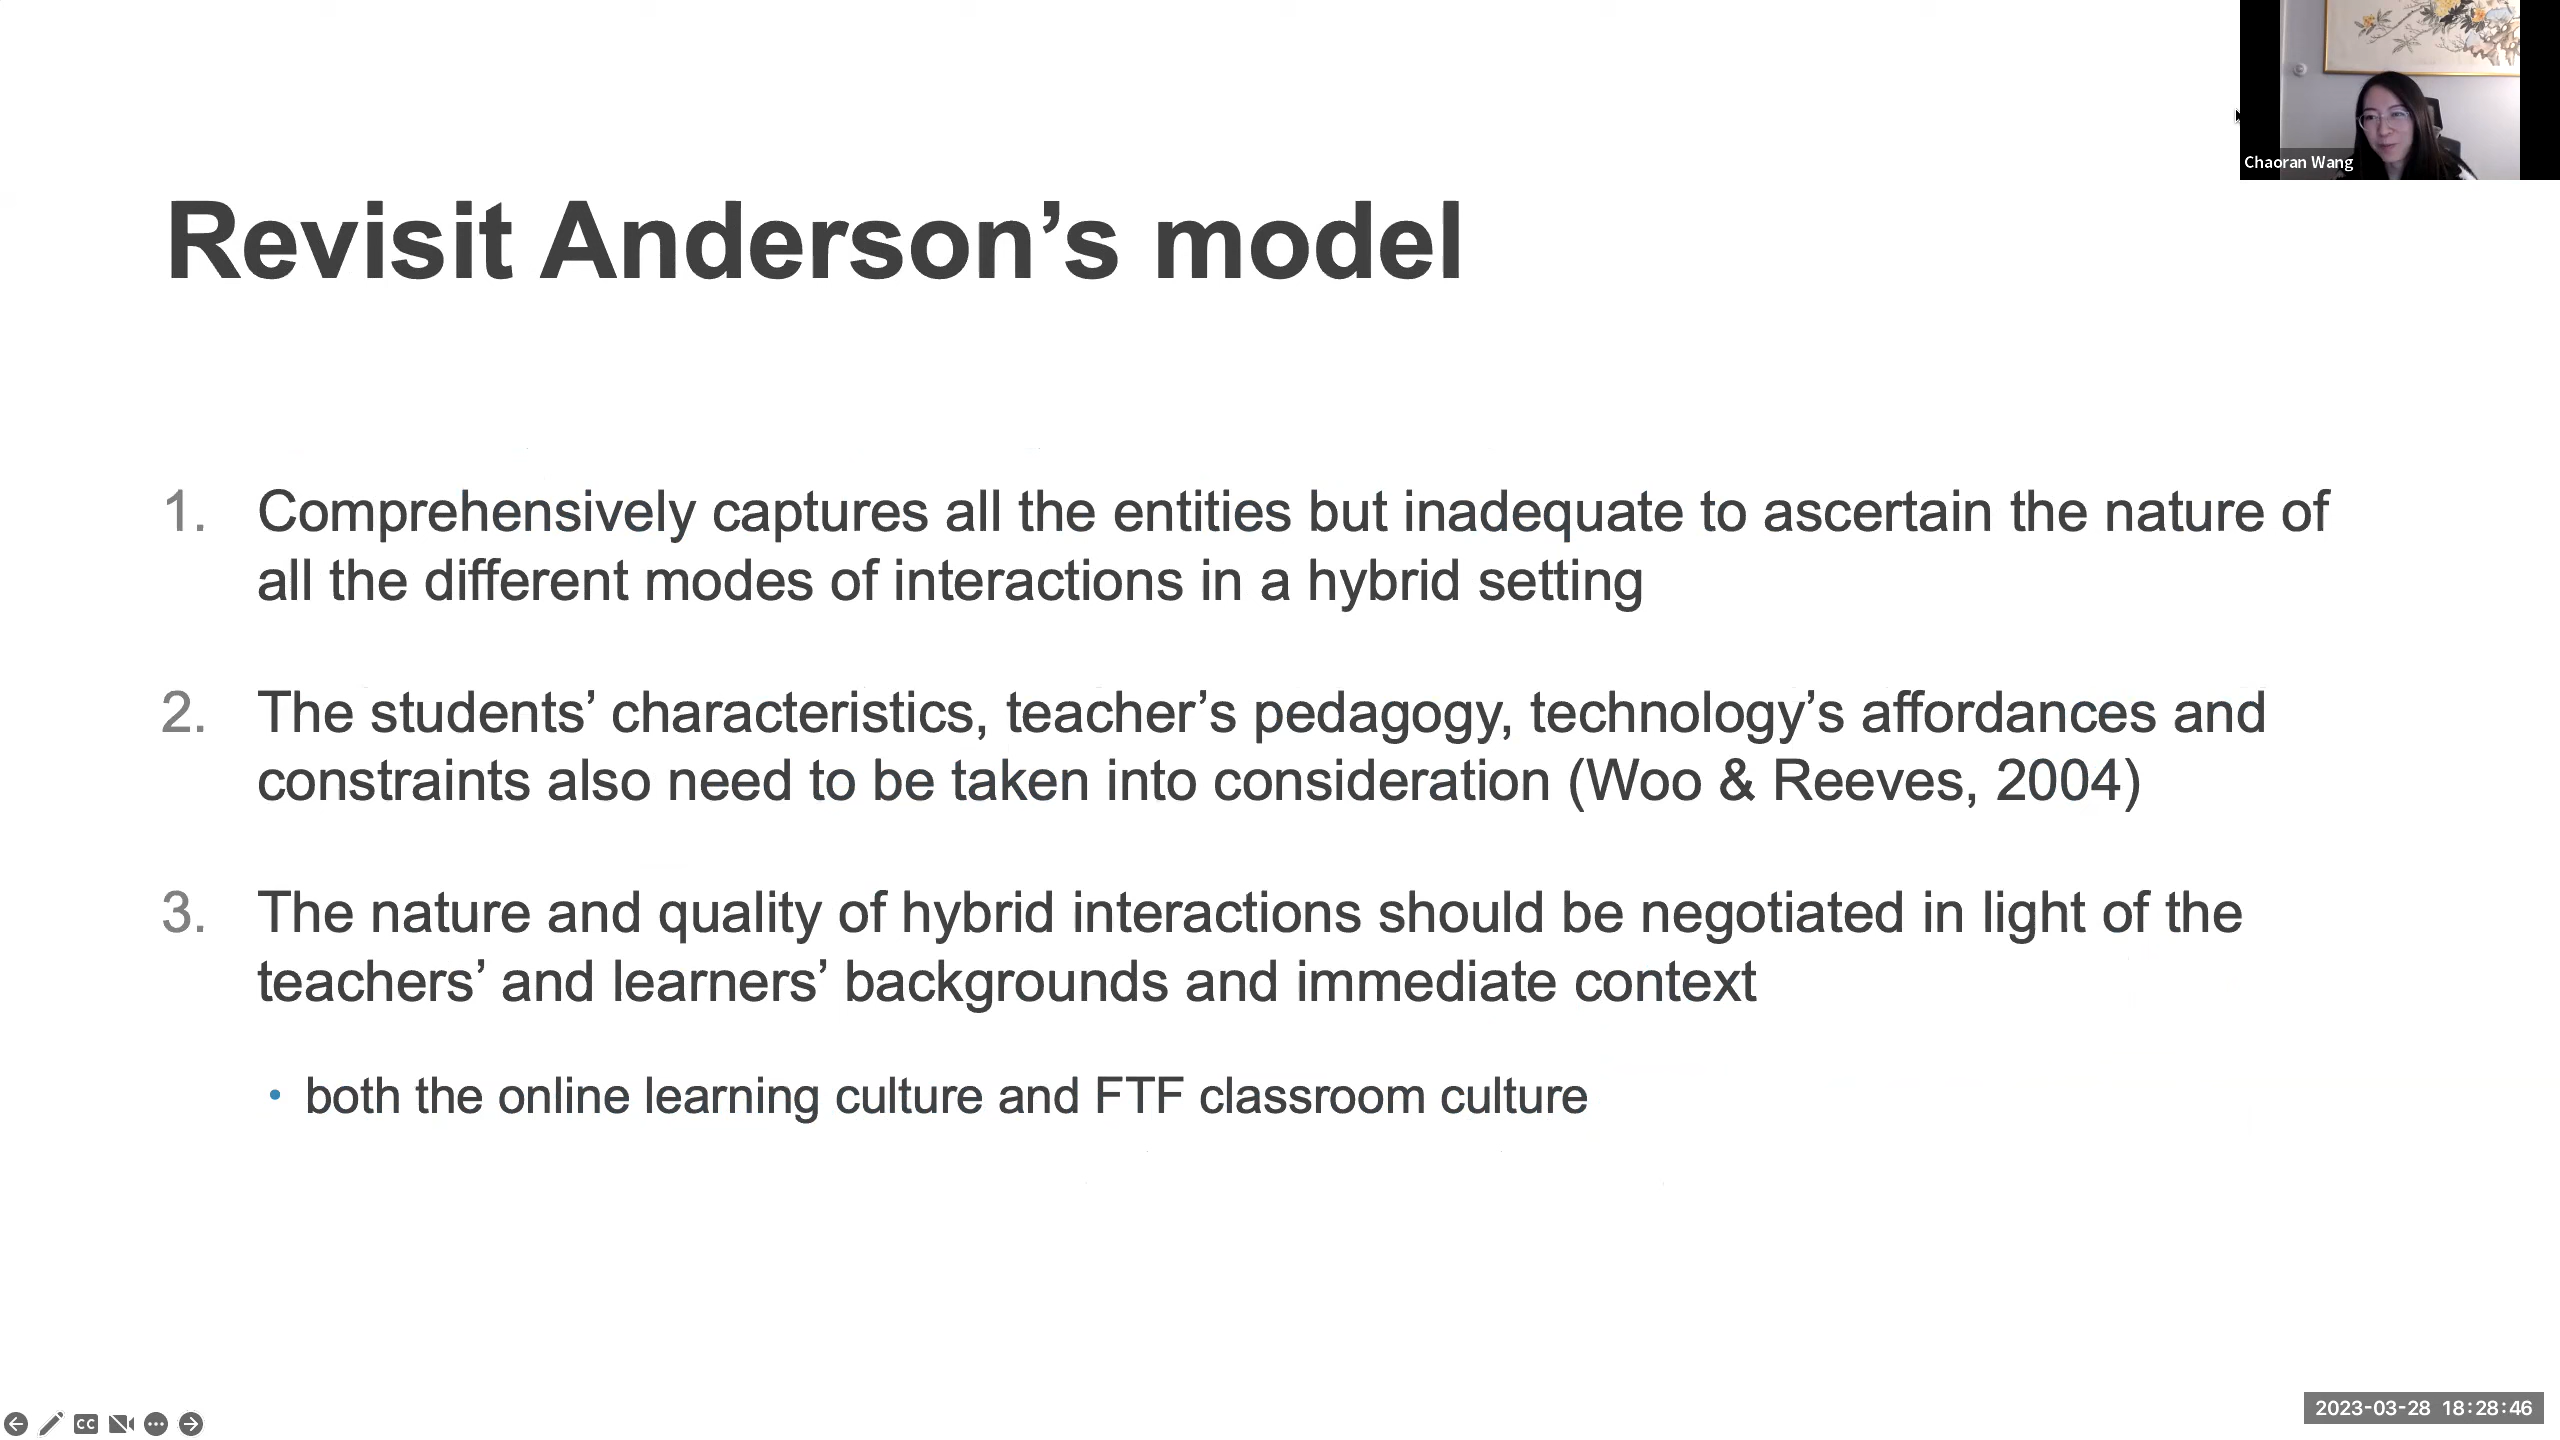 Chaoran Wang
Revisit Anderson’s model
1. Comprehensively captures all the entities but inadequate to ascertain the nature of
all the different modes of interactions in a hybrid setting
2. The students’ characteristics, teacher’s pedagogy, technology’s affordances and
constraints also need to be taken into consideration (Woo & Reeves, 2004)
3. The nature and quality of hybrid interactions should be negotiated in light of the
teachers’ and learners’ backgrounds and immediate context
• both the online learning culture and FTF classroom culture
CC
2023-03-28 18:28:46